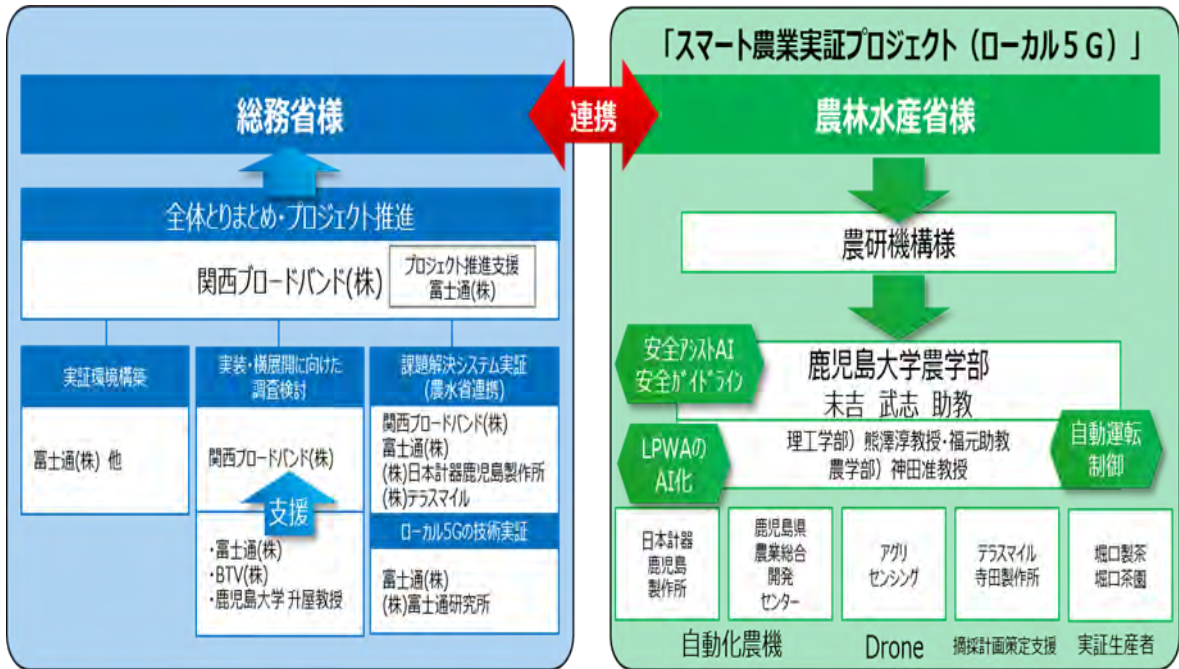 総務省様
全体とりまとめ・プロジェクト推進
関西ブロードバンド(株)
プロジェクト推進支援
富士通(株)
実証環境構築
富士通(株) 他
実装・横展開に向けた
調査検討
関西ブロードバンド(株)
支援
・富士通(株)
・BTV(株)
・鹿児島大学 升屋教授
課題解決システム実証
(農水省連携)
関西ブロードバンド(株)
富士通(株)
(株)日本計器鹿児島製作所
(株)テラスマイル
ローカル5Gの技術実証
富士通(株)
(株)富士通研究所
連携
「スマート農業実証プロジェクト（ローカル５Ｇ）」
農林水産省様
農研機構様
安全アシストAI
安全ガイドライン
鹿児島大学農学部
末吉 武志 助教
LPWAの
AI化
理工学部）熊澤淳教授・福元助教
農学部）神田准教授
自動運転
制御
日本計器
鹿児島
製作所
鹿児島県
農業総合
開発
センター
アグリ
センシング
テラスマイル
寺田製作所
堀口製茶
堀口茶園
自動化農機
Drone
摘採計画策定支援
実証生産者